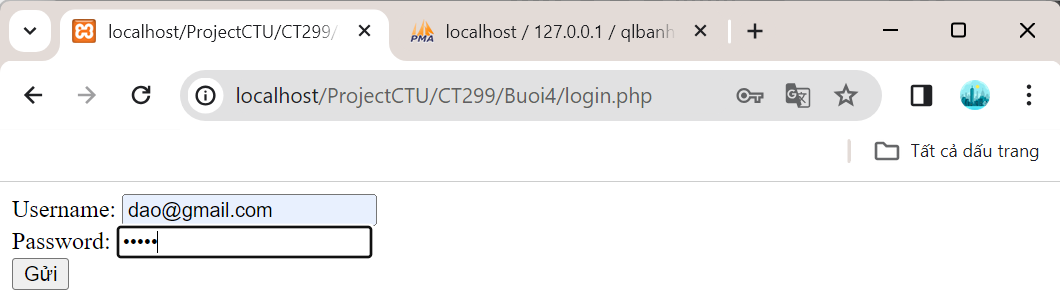 localhost/ProjectCTU/CT299/
PMA localhost / 127.0.0.1 / qlbanh
localhost/ProjectCTU/CT299/Buoi4/login.php
Tất cả dấu trang
Username: dao@gmail.com
Password: •••••
Gửi